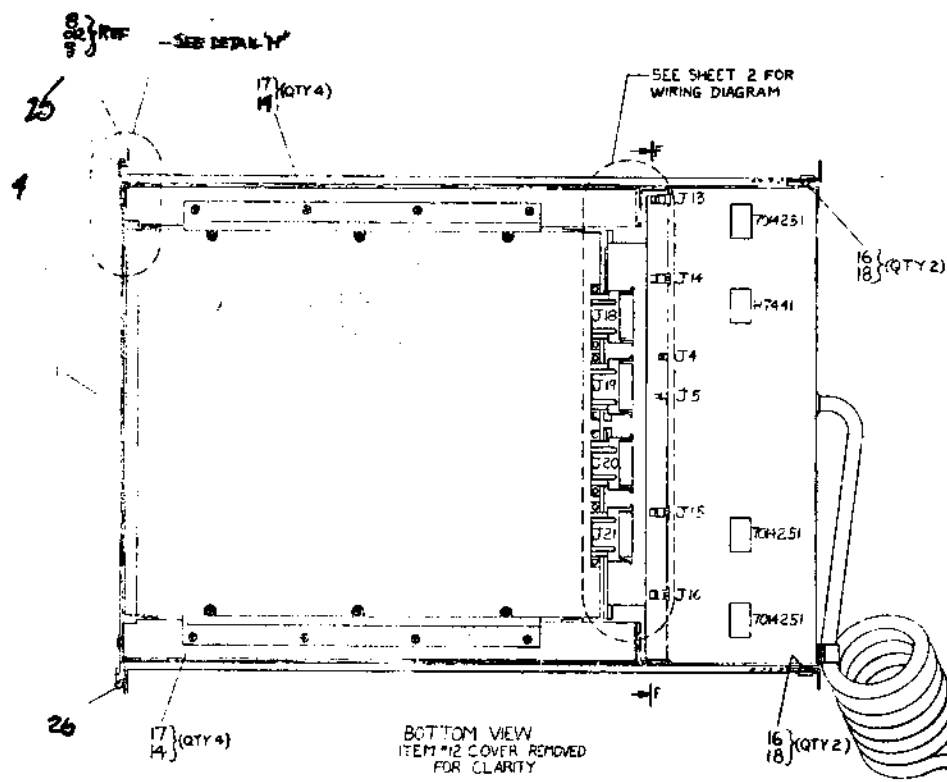 REF
SEE DETAIL "H"
25
17
14 } (QTY 4)
SEE SHEET 2 FOR
WIRING DIAGRAM
F
4
J13
7014251
16
18 } (QTY 2)
J14
H7441
J18
J4
J19
J5
J20
J15
J21
7014251
J16
7014251
F
26
17
14 } (QTY 4)
BOTTOM VIEW
ITEM #12 COVER REMOVED
FOR CLARITY
16
18 } (QTY 2)